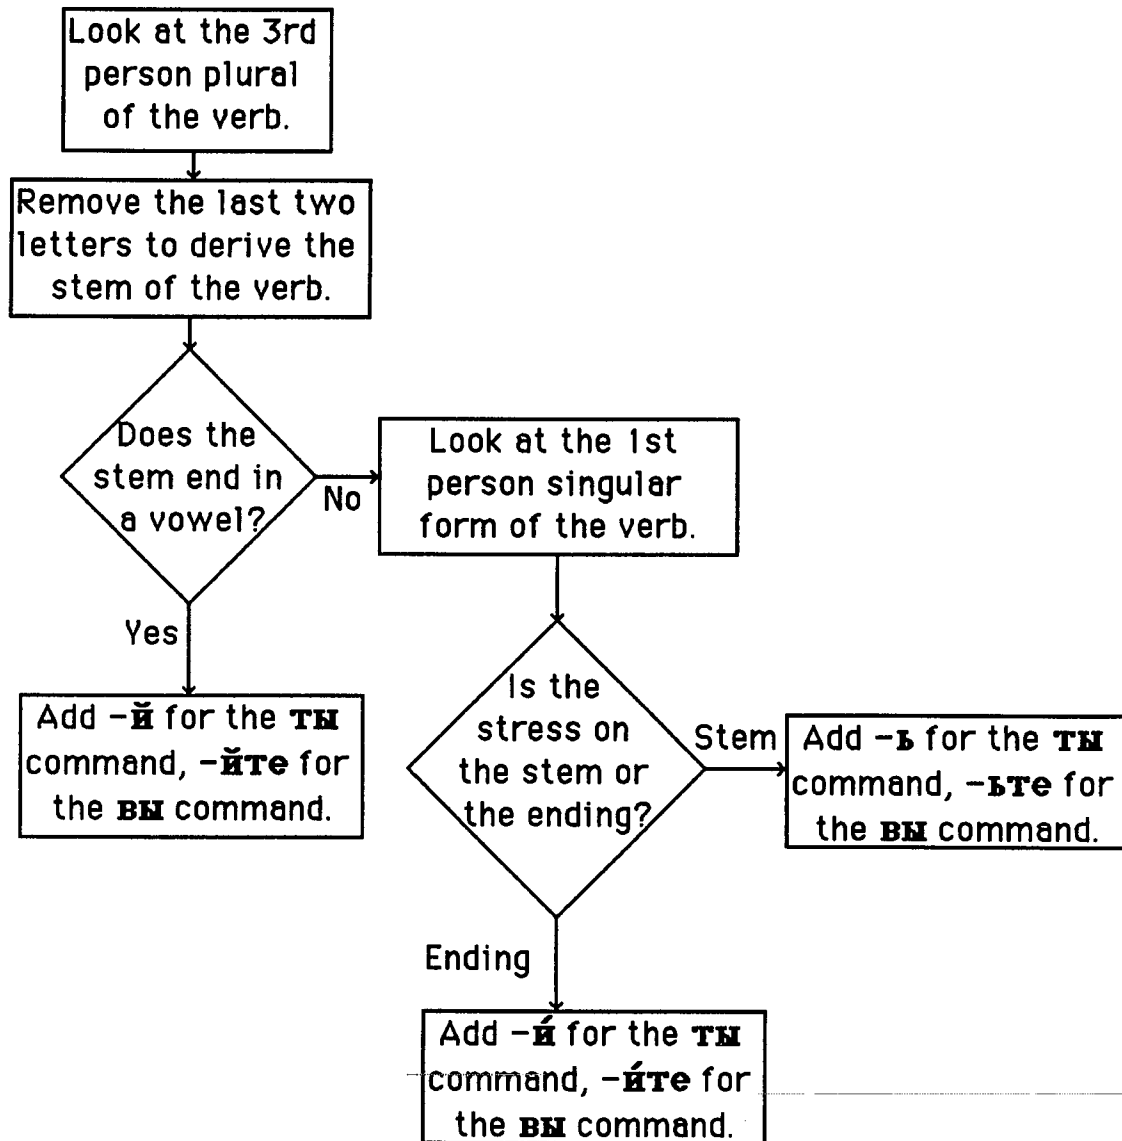 Look at the 3rd
person plural
of the verb.
Remove the last two
letters to derive the
stem of the verb.
Does the
stem end in
a vowel?
No
Look at the 1st
person singular
form of the verb.
Yes
Add -й for the ты
command, -йте for
the вы command.
Is the
stress on
the stem or
the ending?
Stem
Add -ь for the ты
command, -ьте for
the вы command.
Ending
Add -и́ for the ты
command, -и́те for
the вы command.